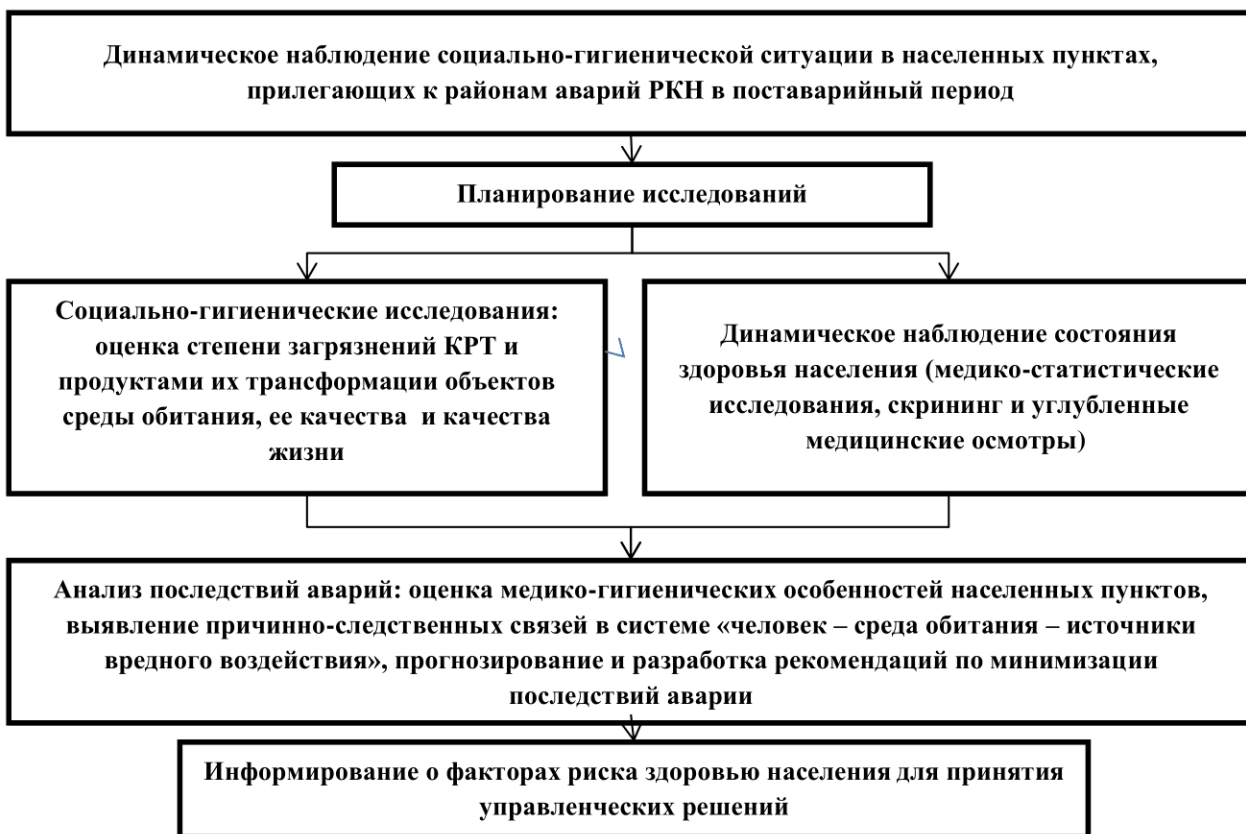 Динамическое наблюдение социально-гигиенической ситуации в населенных пунктах,
прилегающих к районам аварий РКН в поставарийный период
Планирование исследований
Социально-гигиенические исследования:
оценка степени загрязнений КРТ и
продуктами их трансформации объектов
среды обитания, ее качества и качества
жизни
Динамическое наблюдение состояния
здоровья населения (медико-статистические
исследования, скрининг и углубленные
медицинские осмотры)
Анализ последствий аварий: оценка медико-гигиенических особенностей населенных пунктов,
выявление причинно-следственных связей в системе «человек – среда обитания – источники
вредного воздействия», прогнозирование и разработка рекомендаций по минимизации
последствий аварии
Информирование о факторах риска здоровью населения для принятия
управленческих решений